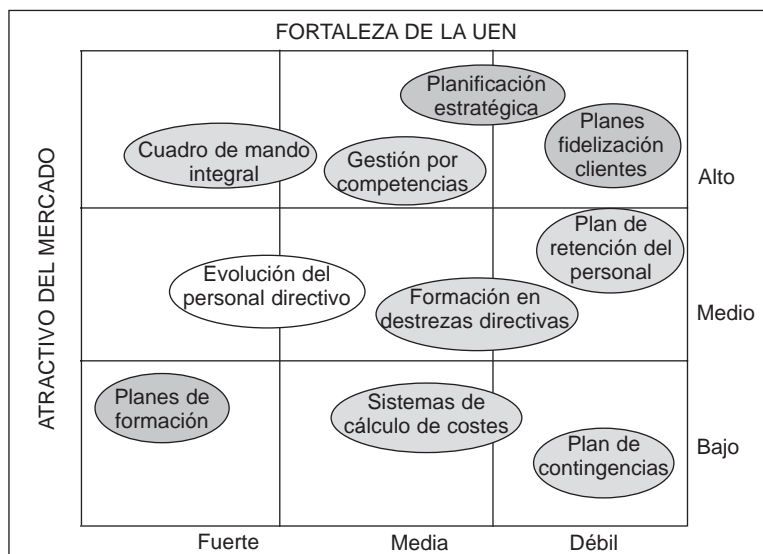 FORTALEZA DE LA UEN
ATRACTIVO DEL MERCADO
Planificación
estratégica
Planes
fidelización
clientes
Cuadro de mando
integral
Gestión por
competencias
Alto
Plan de
retención del
personal
Evolución del
personal directivo
Formación en
destrezas directivas
Medio
Planes de
formación
Sistemas de
cálculo de costes
Plan de
contingencias
Bajo
Fuerte
Media
Débil